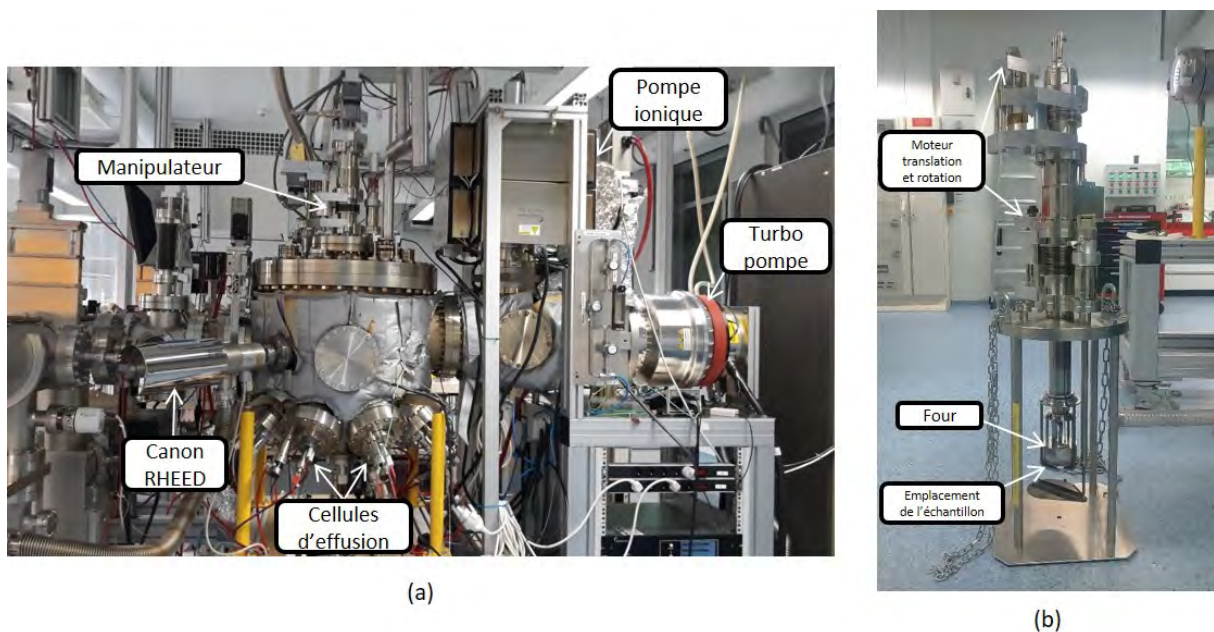 Pompe
ionique
Manipulateur
Turbo
pompe
Canon
RHEED
Cellules
d'effusion
(a)
Moteur
translation
et rotation
Four
Emplacement
de l'échantillon
(b)